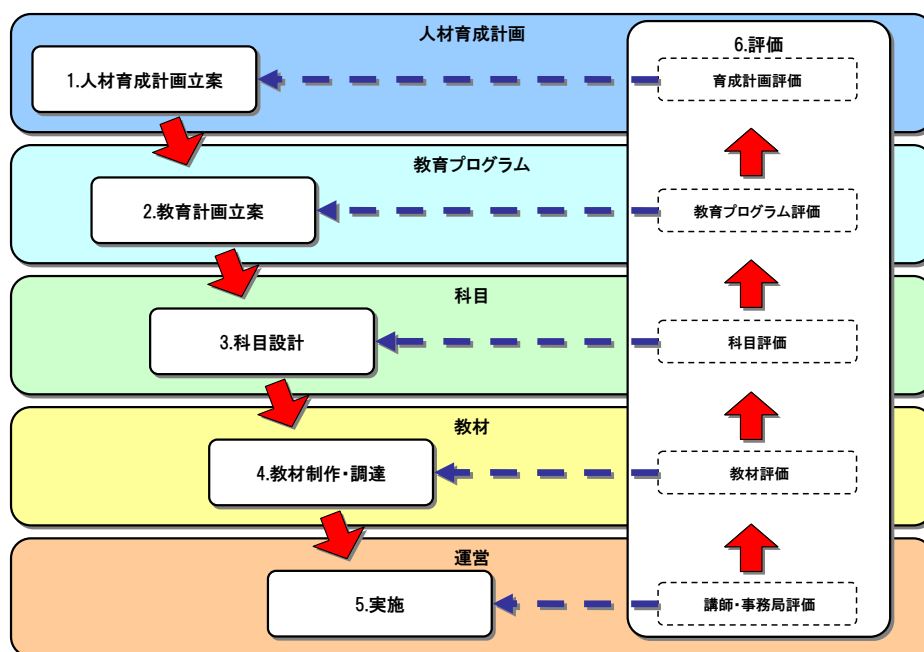 人材育成計画
6.評価
1.人材育成計画立案
育成計画評価
教育プログラム
2.教育計画立案
教育プログラム評価
科目
3.科目設計
科目評価
教材
4.教材制作・調達
教材評価
運営
5.実施
講師・事務局評価